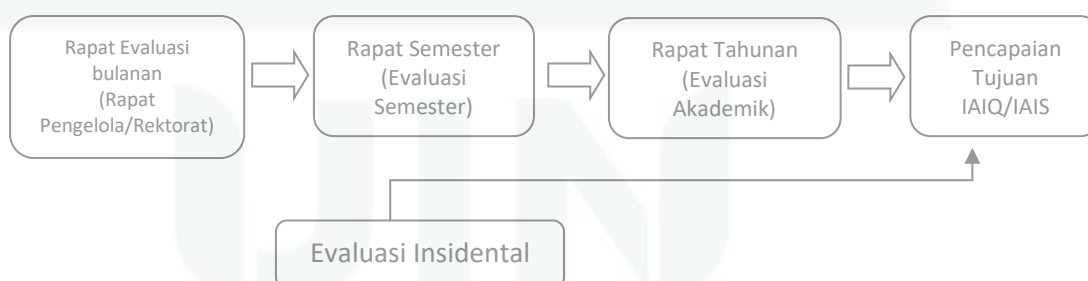 Rapat Evaluasi
bulanan
(Rapat
Pengelola/Rektorat)
Rapat Semester
(Evaluasi
Semester)
Rapat Tahunan
(Evaluasi
Akademik)
Pencapaian
Tujuan
IAIQ/IAIS
Evaluasi Insidental
UIN